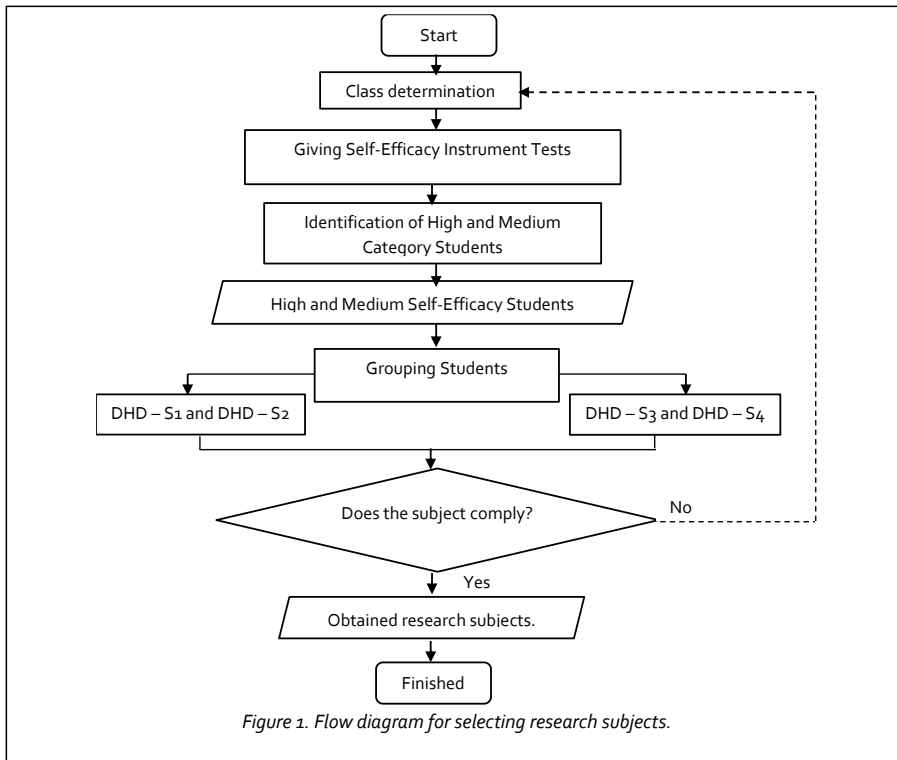 Start
Class determination
Giving Self-Efficacy Instrument Tests
Identification of High and Medium
Category Students
High and Medium Self-Efficacy Students
Grouping Students
DHD – S1 and DHD – S2
DHD – S3 and DHD – S4
Does the subject comply?
No
Yes
Obtained research subjects.
Finished
Figure 1. Flow diagram for selecting research subjects.